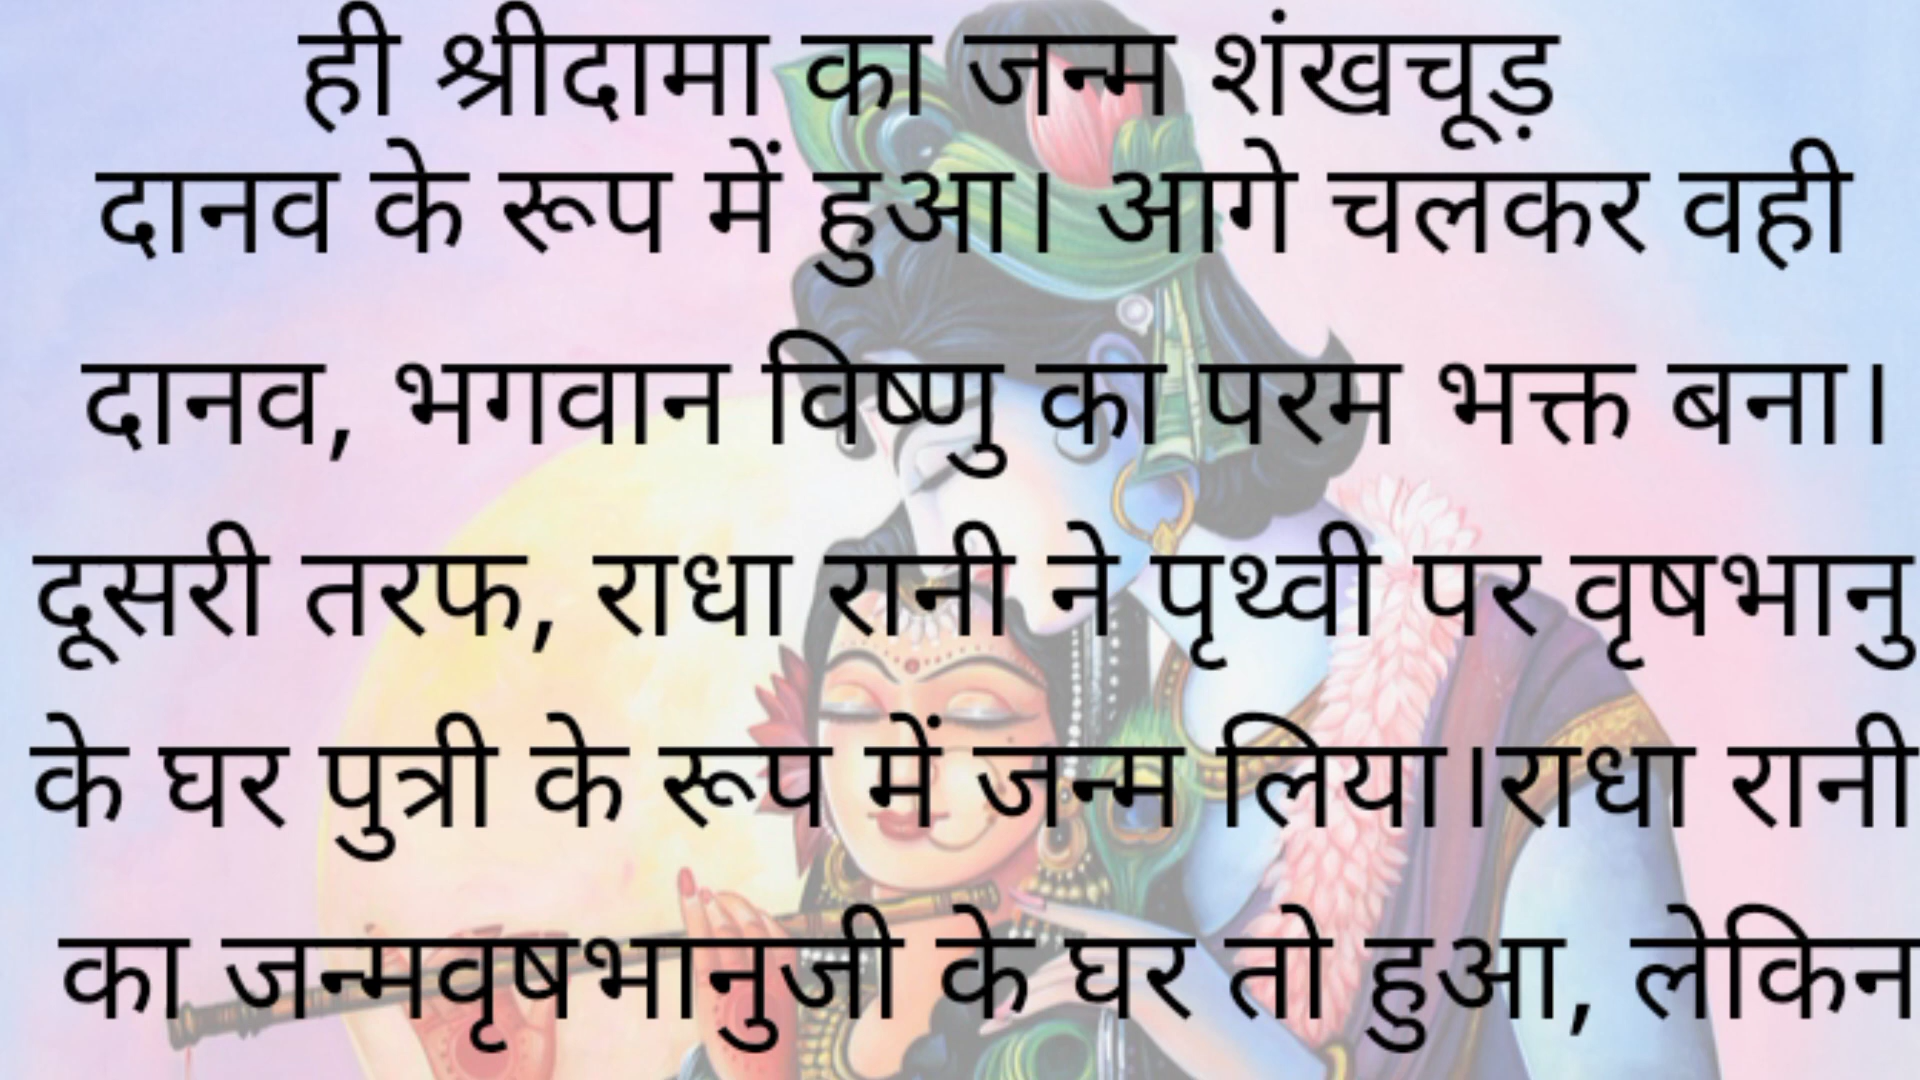 ही श्रीदामा का जन्म शंखचूड़
दानव के रूप में हुआ। आगे चलकर वही
दानव, भगवान विष्णु का परम भक्त बना।
दूसरी तरफ, राधा रानी ने पृथ्वी पर वृषभानु
के घर पुत्री के रूप में जन्म लिया।राधा रानी
का जन्मवृषभानुजी के घर तो हुआ, लेकिन